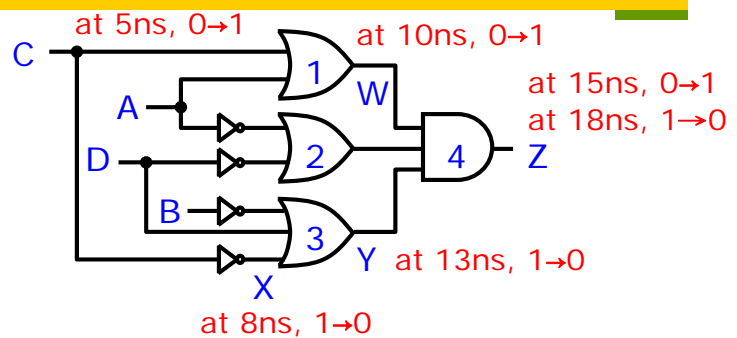 at 5ns, 0→1
at 10ns, 0→1
C
1
W
at 15ns, 0→1
A
at 18ns, 1→0
D
2
4
Z
B
3
Y
at 13ns, 1→0
X
at 8ns, 1→0